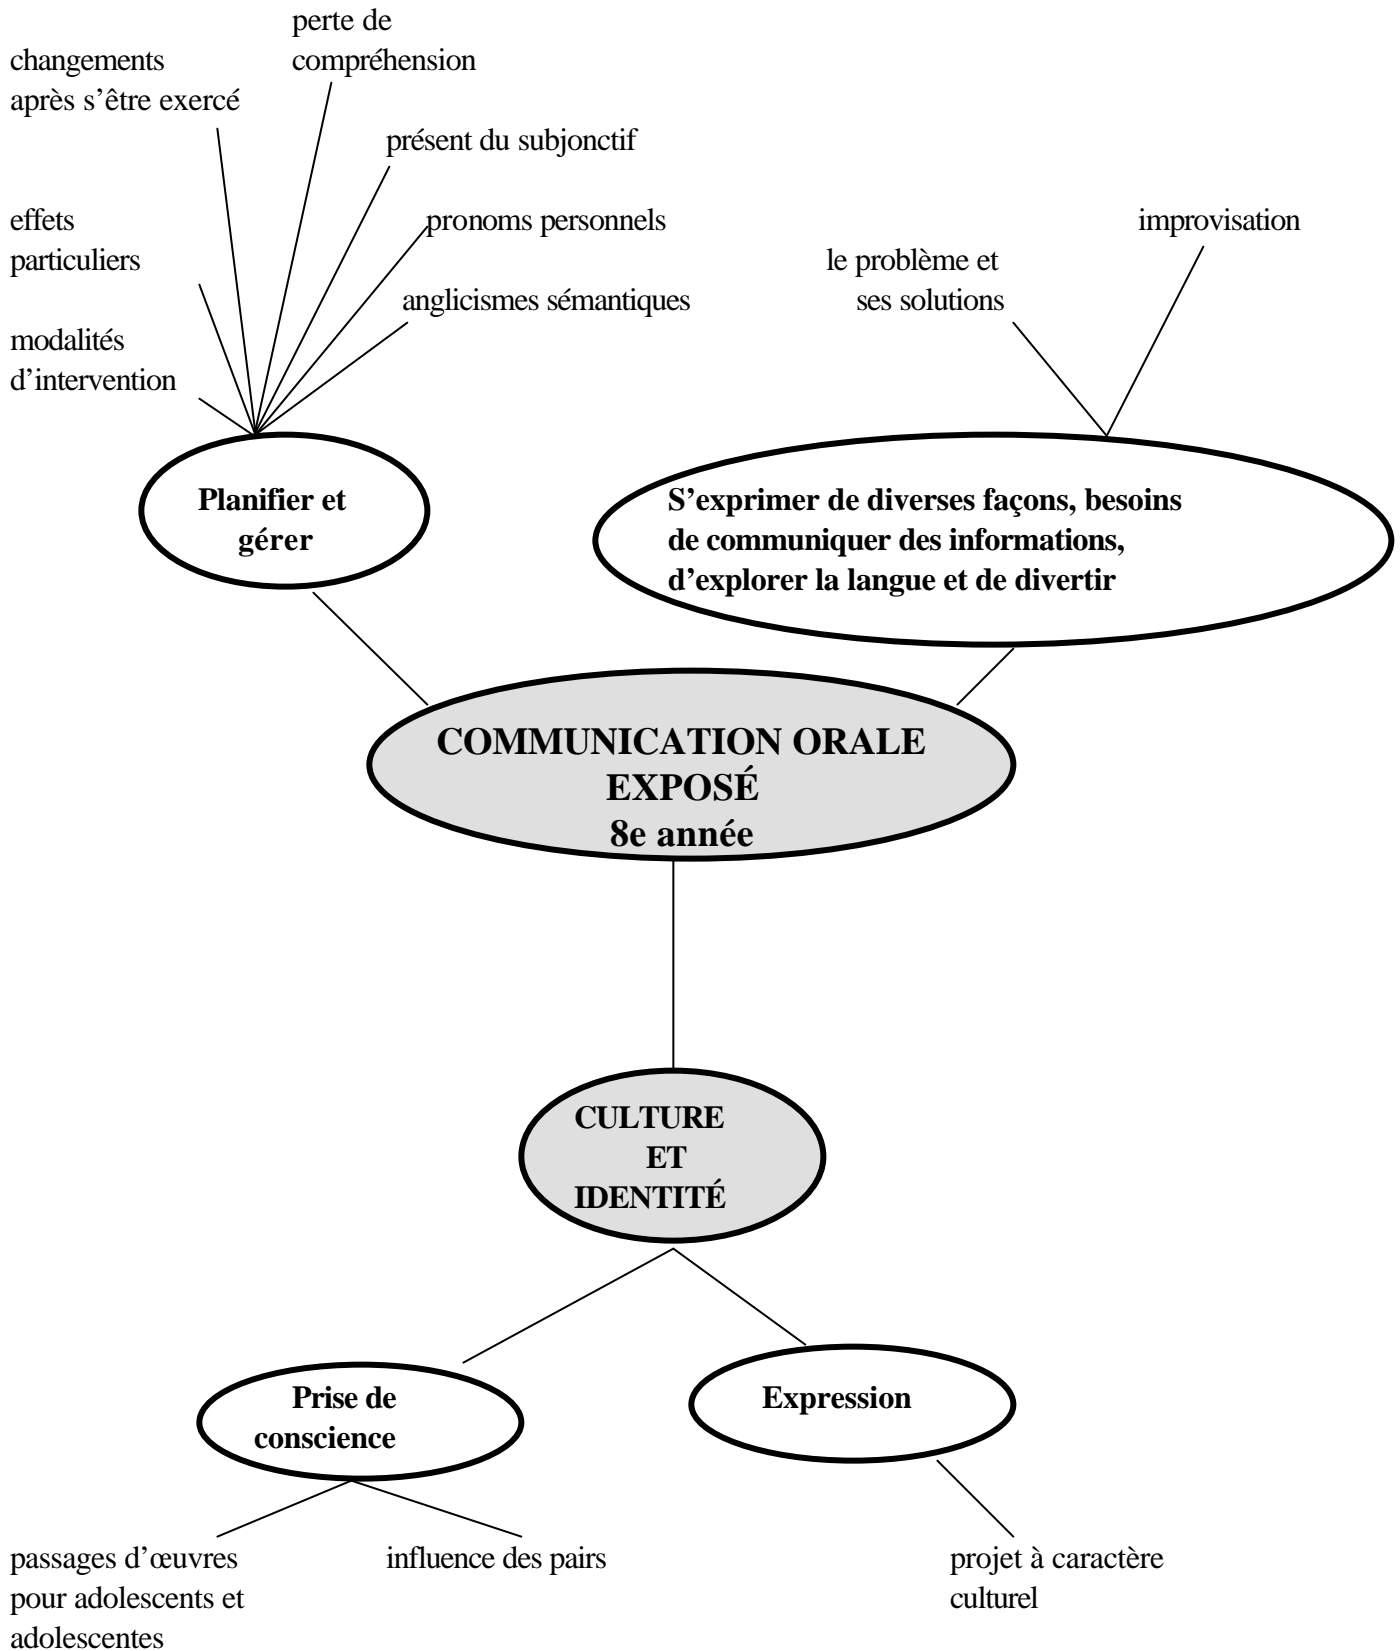 perte de
compréhension
changements
après s’être exercé
présent du subjonctif
effets
particuliers
pronoms personnels
anglicismes sémantiques
modalités
d’intervention
improvisation
le problème et
ses solutions
Planifier et
gérer
S’exprimer de diverses façons, besoins
de communiquer des informations,
d’explorer la langue et de divertir
COMMUNICATION ORALE
EXPOSÉ
8e année
CULTURE
ET
IDENTITÉ
Prise de
conscience
Expression
passages d’œuvres
pour adolescents et
adolescentes
influence des pairs
projet à caractère
culturel